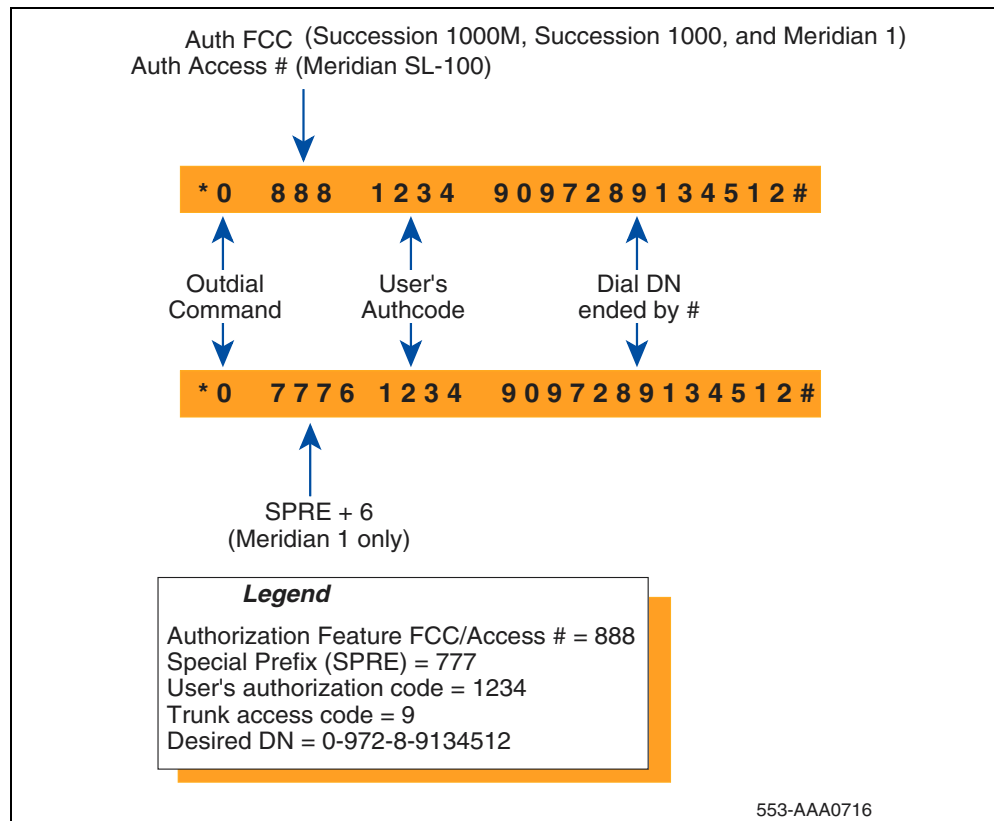 Auth FCC (Succession 1000M, Succession 1000, and Meridian 1)
Auth Access # (Meridian SL-100)
*0 888 1234 9097289134512#
Outdial Command
User's Authcode
Dial DN ended by #
*0 7776 1234 9097289134512#
SPRE + 6
(Meridian 1 only)
Legend
Authorization Feature FCC/Access # = 888
Special Prefix (SPRE) = 777
User's authorization code = 1234
Trunk access code = 9
Desired DN = 0-972-8-9134512
553-AAA0716